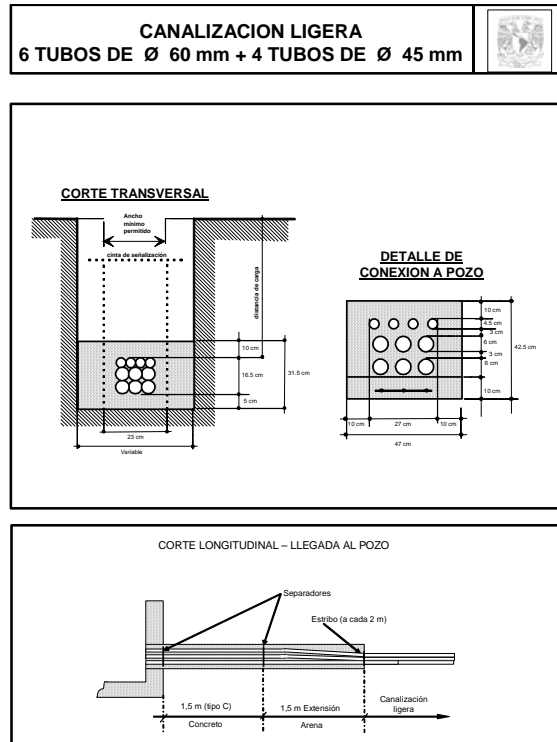 CANALIZACION LIGERA
6 TUBOS DE Ø 60 mm + 4 TUBOS DE Ø 45 mm
CORTE TRANSVERSAL
Ancho
mínimo
permitido
cinta de señalización
distancia de carga
10 cm
16.5 cm
31.5 cm
5 cm
23 cm
Variable
DETALLE DE
CONEXION A POZO
10 cm
4.5 cm
3 cm
6 cm
42.5 cm
3 cm
6 cm
10 cm
10 cm
27 cm
10 cm
47 cm
CORTE LONGITUDINAL – LLEGADA AL POZO
Separadores
Estribo (a cada 2 m)
1,5 m (tipo C)
1,5 m Extensión
Canalización
ligera
Concreto
Arena